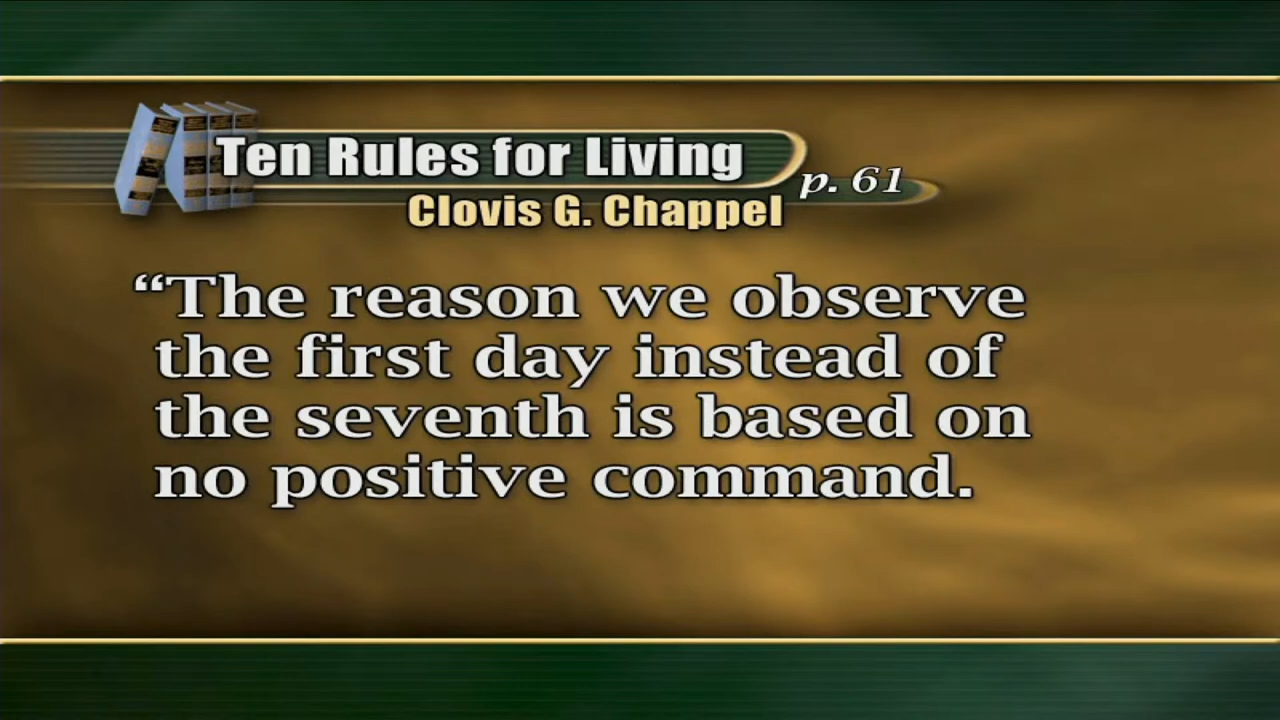 Ten Rules for Living
p. 61
Clovis G. Chappel
“The reason we observe
the first day instead of
the seventh is based on
no positive command.